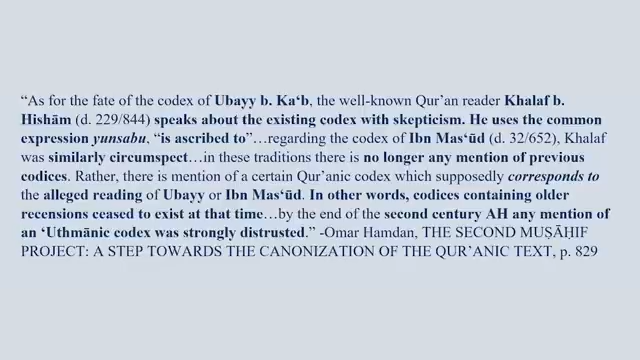 “As for the fate of the codex of Ubayy b. Ka‘b, the well-known Qur’an reader Khalaf b.
Hishām (d. 229/844) speaks about the existing codex with skepticism. He uses the common
expression yunsabu, “is ascribed to”…regarding the codex of Ibn Mas‘ūd (d. 32/652), Khalaf
was similarly circumspect…in these traditions there is no longer any mention of previous
codices. Rather, there is mention of a certain Qur’anic codex which supposedly corresponds to
the alleged reading of Ubayy or Ibn Mas‘ūd. In other words, codices containing older
recensions ceased to exist at that time…by the end of the second century AH any mention of
an ‘Uthmānic codex was strongly distrusted.” -Omar Hamdan, THE SECOND MUṢĀḤIF
PROJECT: A STEP TOWARDS THE CANONIZATION OF THE QUR’ANIC TEXT, p. 829